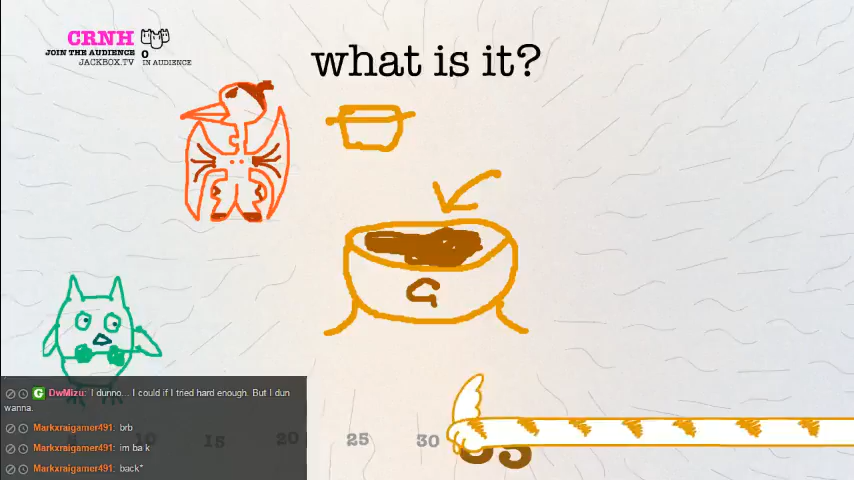 CRNH
JOIN THE AUDIENCE
JACKBOX.TV
0
IN AUDIENCE
what is it?
G
G DwMizu: I dunno... I could if I tried hard enough. But I dun
wanna.
Markxraigamer491: brb
Markxraigamer491: im ba k
Markxraigamer491: back*
10
15
20
25
30